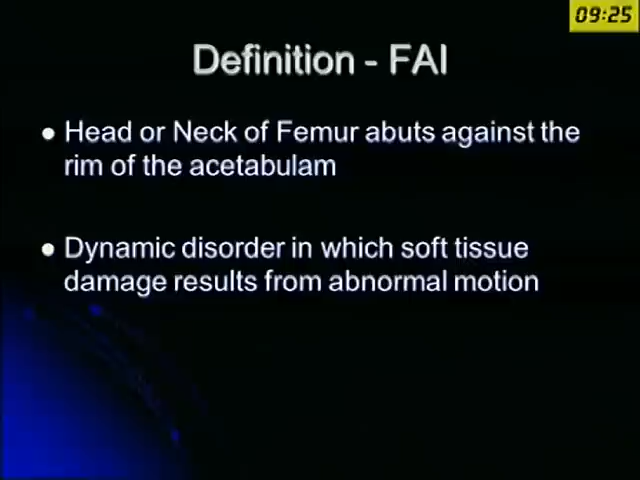 09:25
Definition - FAI
● Head or Neck of Femur abuts against the
rim of the acetabulam
● Dynamic disorder in which soft tissue
damage results from abnormal motion